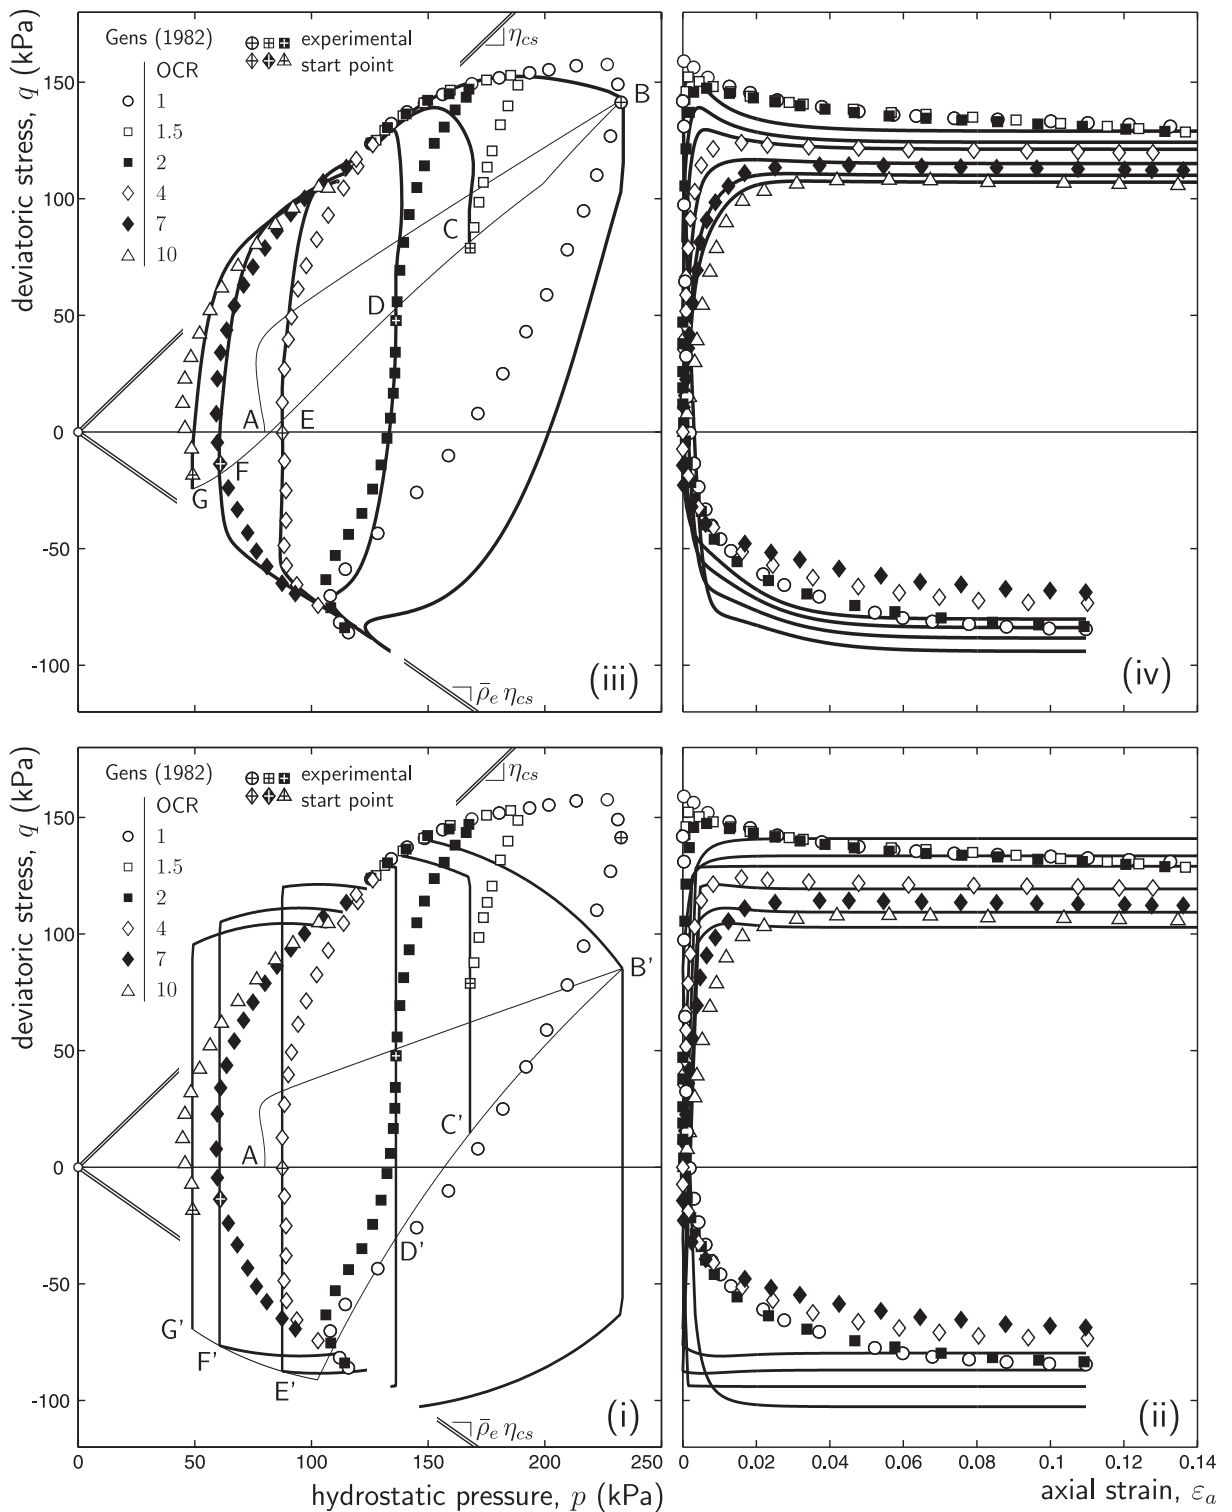 Gens (1982)
OCR
1
1.5
2
4
7
10
experimental
start point
η_cs
deviatoric stress, q (kPa)
150
100
50
0
-50
-100
A
B
C
D
E
F
G
ρ̄_e η_cs
(iii)
(iv)
Gens (1982)
OCR
1
1.5
2
4
7
10
experimental
start point
η_cs
deviatoric stress, q (kPa)
150
100
50
0
-50
-100
A
B'
C'
D'
E'
F'
G'
ρ̄_e η_cs
(i)
(ii)
0 50 100 150 200 250
hydrostatic pressure, p (kPa)
0 0.02 0.04 0.06 0.08 0.1 0.12 0.14
axial strain, ε_a